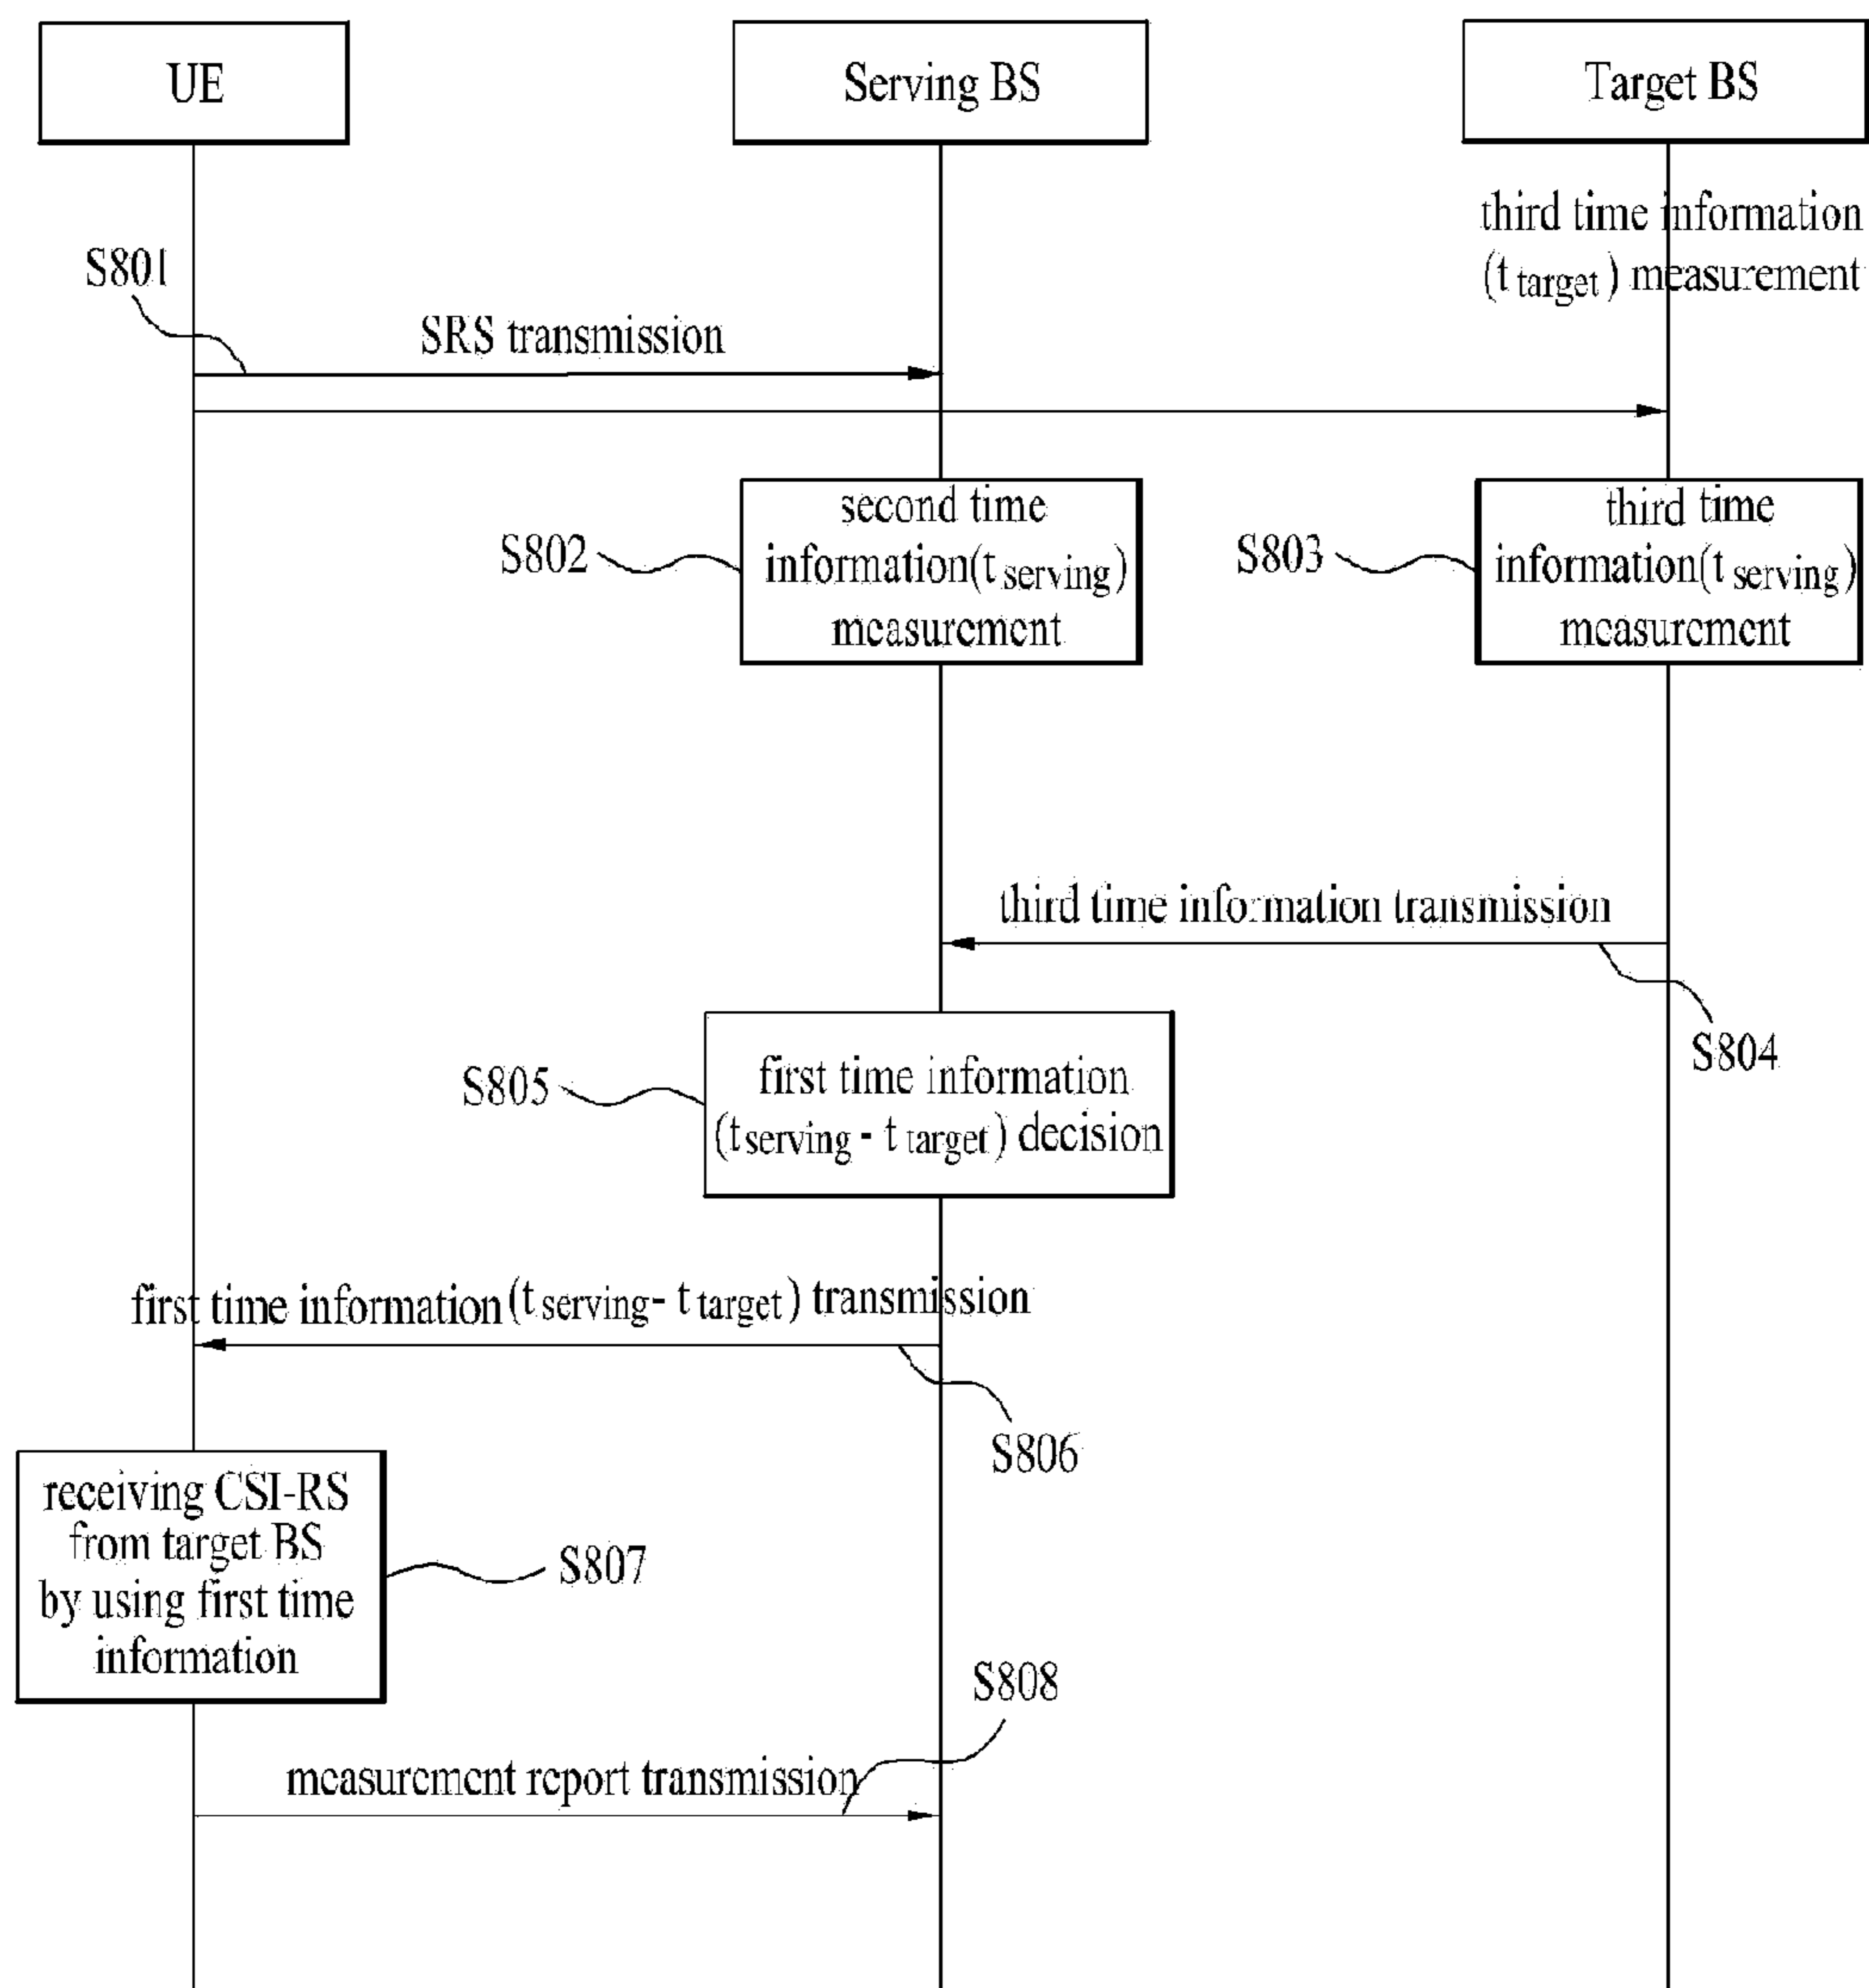 UE
Serving BS
Target BS
third time information
(t target) measurement
S801
SRS transmission
second time
information(t serving)
measurement
S802
third time
information(t serving)
measurement
S803
third time information transmission
S804
first time information
(t serving - t target) decision
S805
first time information (t serving- t target) transmission
S806
receiving CSI-RS
from target BS
by using first time
information
S807
S808
measurement report transmission